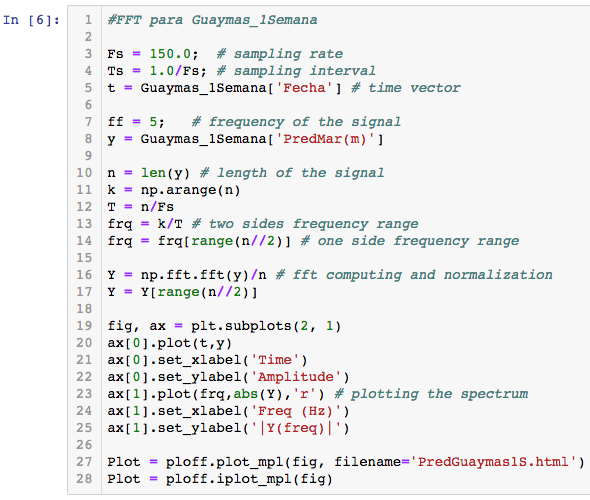 In [6]:
1 #FFT para Guaymas_1Semana
2
3 Fs = 150.0;  # sampling rate
4 Ts = 1.0/Fs; # sampling interval
5 t = Guaymas_1Semana['Fecha'] # time vector
6
7 ff = 5;   # frequency of the signal
8 y = Guaymas_1Semana['PredMar(m)']
9
10 n = len(y) # length of the signal
11 k = np.arange(n)
12 T = n/Fs
13 frq = k/T # two sides frequency range
14 frq = frq[range(n//2)] # one side frequency range
15
16 Y = np.fft.fft(y)/n # fft computing and normalization
17 Y = Y[range(n//2)]
18
19 fig, ax = plt.subplots(2, 1)
20 ax[0].plot(t,y)
21 ax[0].set_xlabel('Time')
22 ax[0].set_ylabel('Amplitude')
23 ax[1].plot(frq,abs(Y),'r') # plotting the spectrum
24 ax[1].set_xlabel('Freq (Hz)')
25 ax[1].set_ylabel('|Y(freq)|')
26
27 Plot = ploff.plot_mpl(fig, filename='PredGuaymas1S.html')
28 Plot = ploff.iplot_mpl(fig)